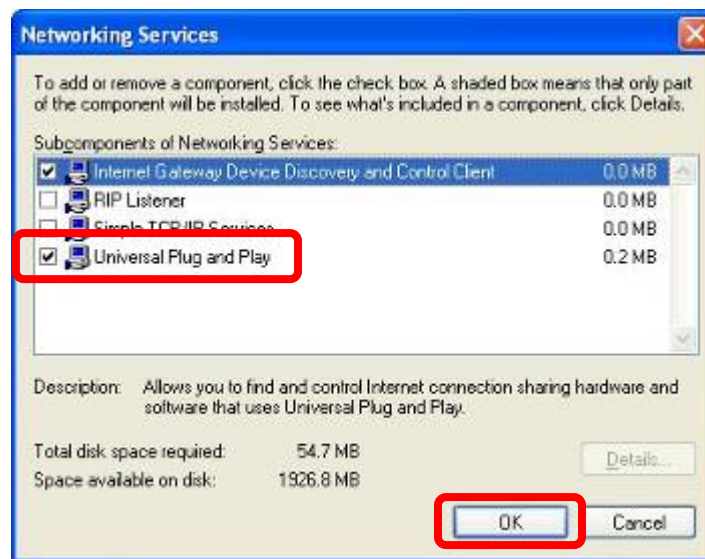 Networking Services
To add or remove a component, click the check box. A shaded box means that only part
of the component will be installed. To see what's included in a component, click Details.
Subcomponents of Networking Services:
Internet Gateway Device Discovery and Control Client 0.0 MB
RIP Listener 0.0 MB
Simple TCP/IP Services 0.0 MB
Universal Plug and Play 0.2 MB
Description: Allows you to find and control Internet connection sharing hardware and
software that uses Universal Plug and Play.
Total disk space required: 54.7 MB
Details...
Space available on disk: 1926.8 MB
OK Cancel